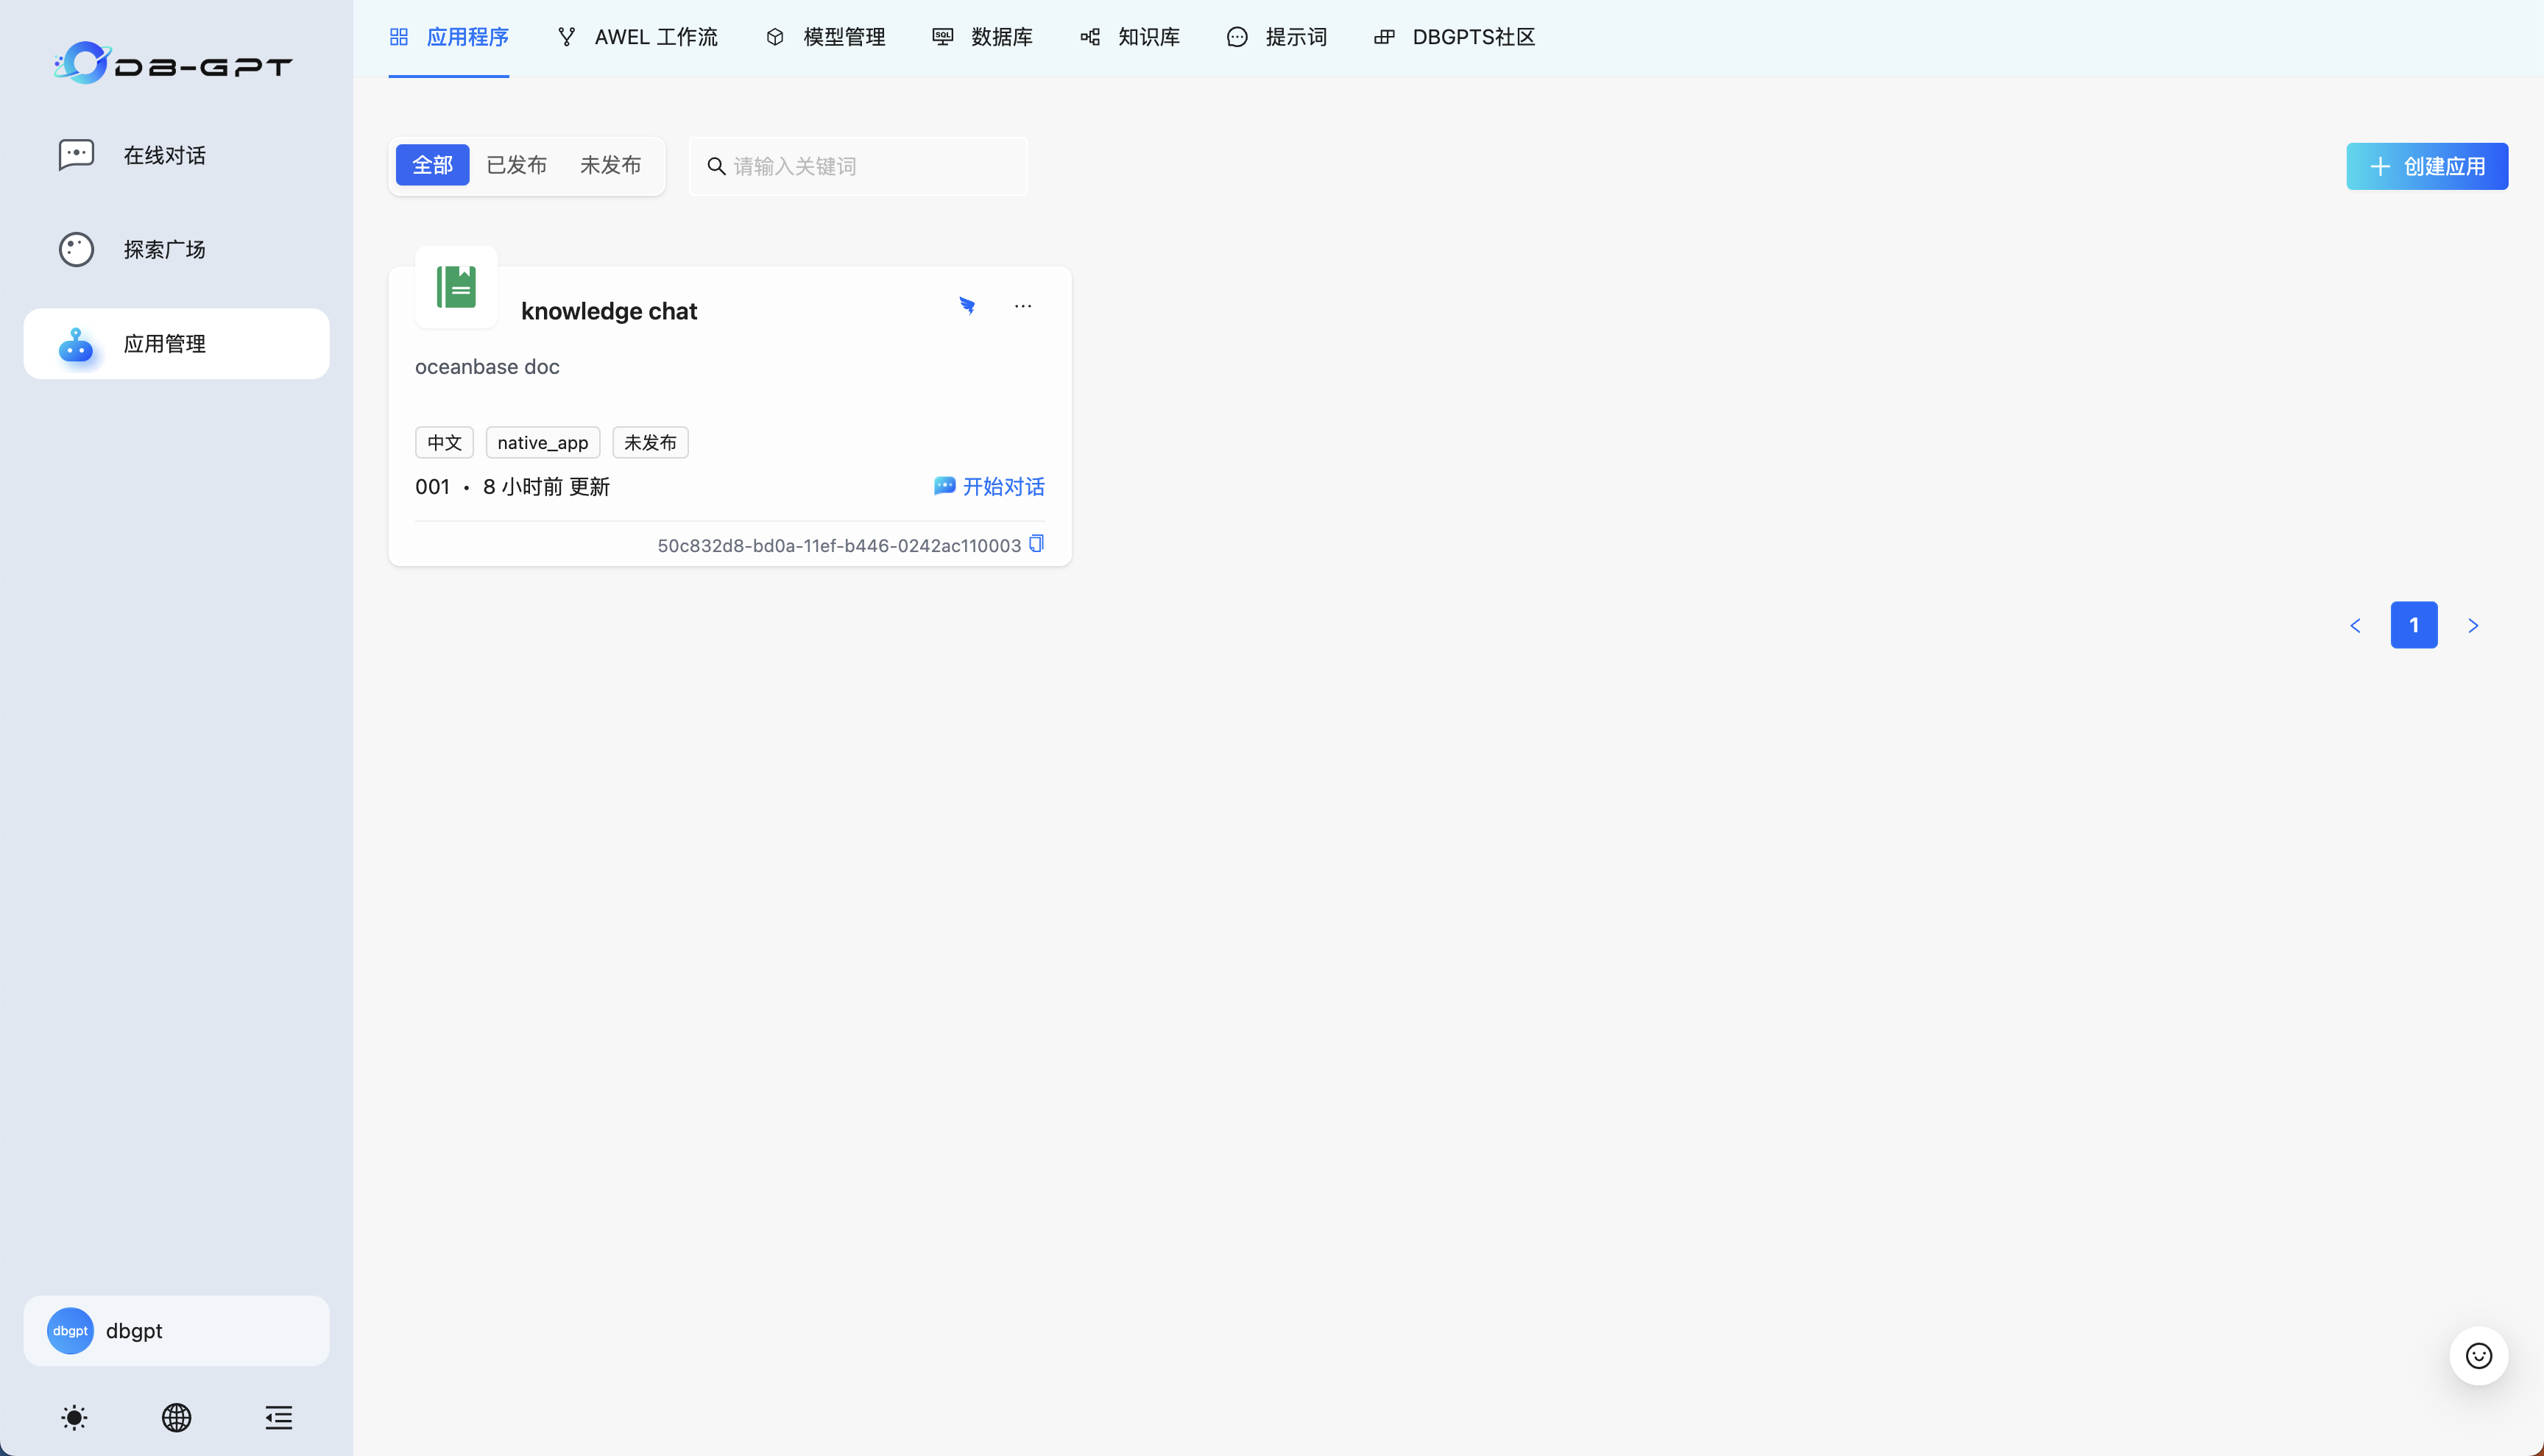 DB-GPT
在线对话
探索广场
应用管理
dbgpt
dbgpt
应用程序
AWEL 工作流
模型管理
SQL
数据库
知识库
提示词
DBGPTS社区
全部
已发布
未发布
请输入关键词
创建应用
knowledge chat
oceanbase doc
中文
native_app
未发布
001 • 8 小时前 更新
开始对话
50c832d8-bd0a-11ef-b446-0242ac110003
1